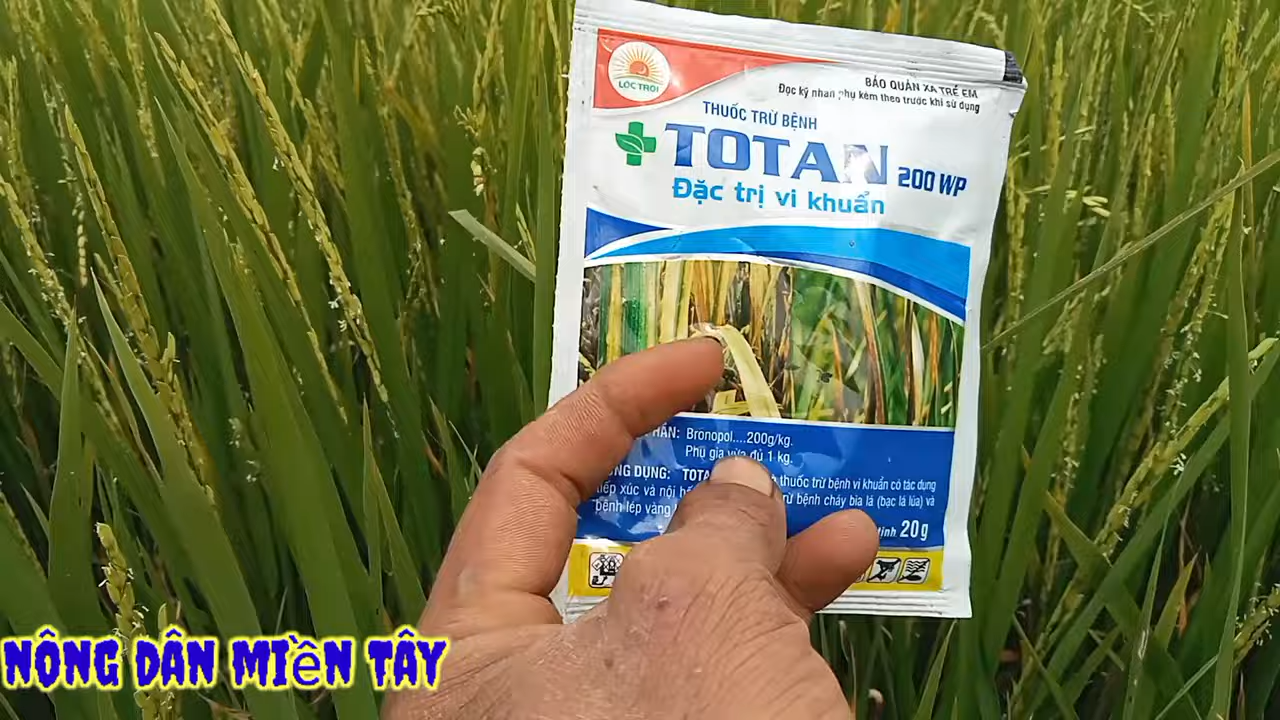 LỘC TRỜI
BẢO QUẢN XA TRẺ EM
Đọc kỹ nhãn phụ kèm theo trước khi sử dụng
THUỐC TRỪ BỆNH
TOTAN 200 WP
Đặc trị vi khuẩn
Bronopol....200g/kg.
Phụ gia vừa đủ 1 kg.
DỤNG: thuốc trừ bệnh vi khuẩn có tác dụng
tiếp xúc và nội trừ bệnh cháy bìa lá (bạc lá lúa) và
bệnh lép vàng
tịnh 20g
NÔNG DÂN MIỀN TÂY